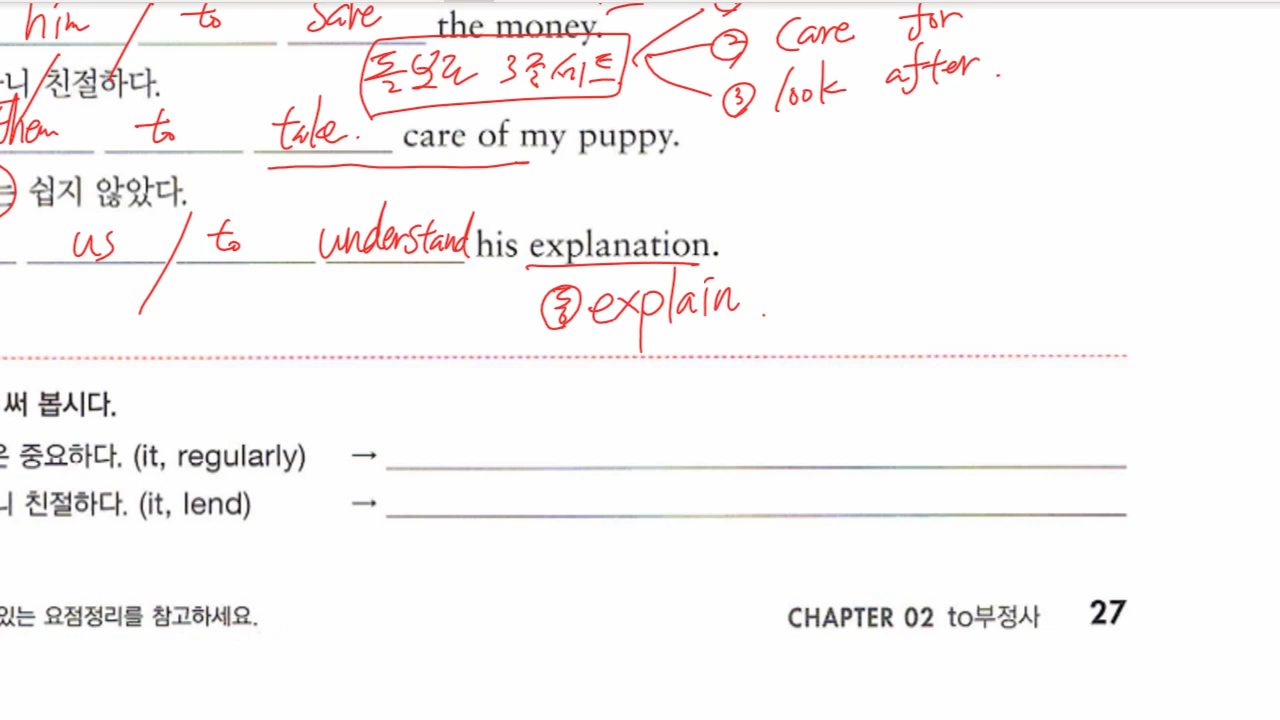 him / to save the money.
돌보다 3종세트
② care for
니 친절하다.
③ look after.
them to take. care of my puppy.
는 쉽지 않았다.
us / to understand his explanation.
동 explain.
써 봅시다.
은 중요하다. (it, regularly) →
니 친절하다. (it, lend) →
있는 요점정리를 참고하세요.
CHAPTER 02 to부정사 27